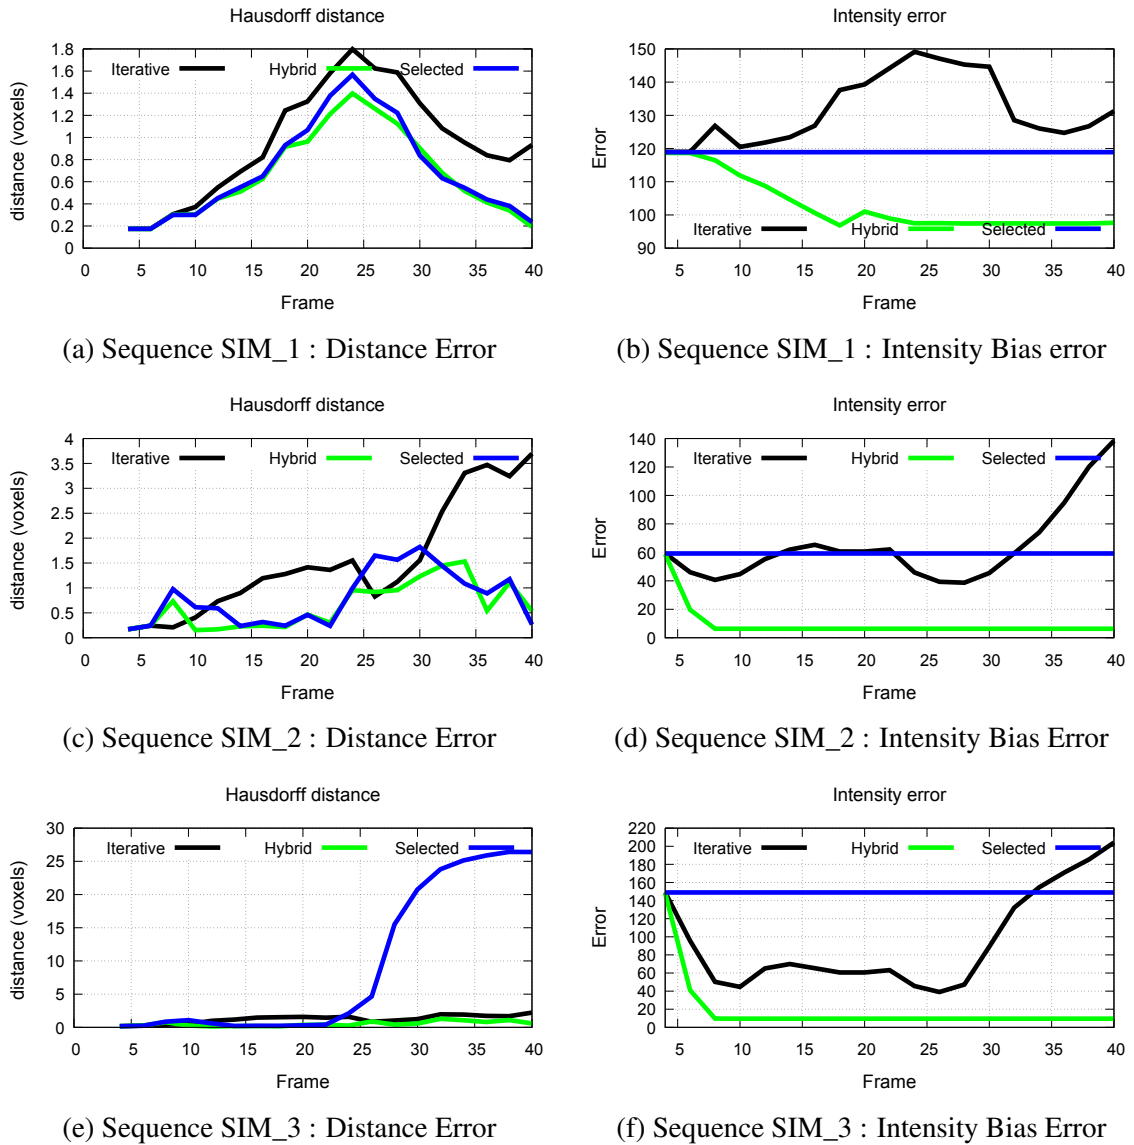 Hausdorff distance
distance (voxels)
1.8
1.6
1.4
1.2
1
0.8
0.6
0.4
0.2
0
Iterative Hybrid Selected
0 5 10 15 20 25 30 35 40
Frame
(a) Sequence SIM_1 : Distance Error
Intensity error
Error
150
140
130
120
110
100
90
Iterative Hybrid Selected
5 10 15 20 25 30 35 40
Frame
(b) Sequence SIM_1 : Intensity Bias error
Hausdorff distance
distance (voxels)
4
3.5
3
2.5
2
1.5
1
0.5
0
Iterative Hybrid Selected
0 5 10 15 20 25 30 35 40
Frame
(c) Sequence SIM_2 : Distance Error
Intensity error
Error
140
120
100
80
60
40
20
0
Iterative Hybrid Selected
5 10 15 20 25 30 35 40
Frame
(d) Sequence SIM_2 : Intensity Bias Error
Hausdorff distance
distance (voxels)
30
25
20
15
10
5
0
Iterative Hybrid Selected
0 5 10 15 20 25 30 35 40
Frame
(e) Sequence SIM_3 : Distance Error
Intensity error
Error
220
200
180
160
140
120
100
80
60
40
20
0
Iterative Hybrid Selected
5 10 15 20 25 30 35 40
Frame
(f) Sequence SIM_3 : Intensity Bias Error